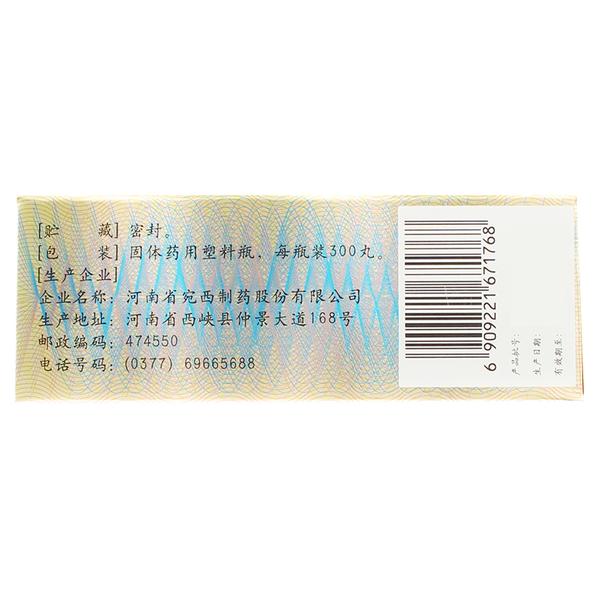 [贮　　藏] 密封。
[包　　装] 固体药用塑料瓶，每瓶装300丸。
[生产企业]
企业名称：河南省宛西制药股份有限公司
生产地址：河南省西峡县仲景大道168号
邮政编码：474550
电话号码：(0377) 69665688
6 909221 671768
产品批号：
生产日期：
有效期至：